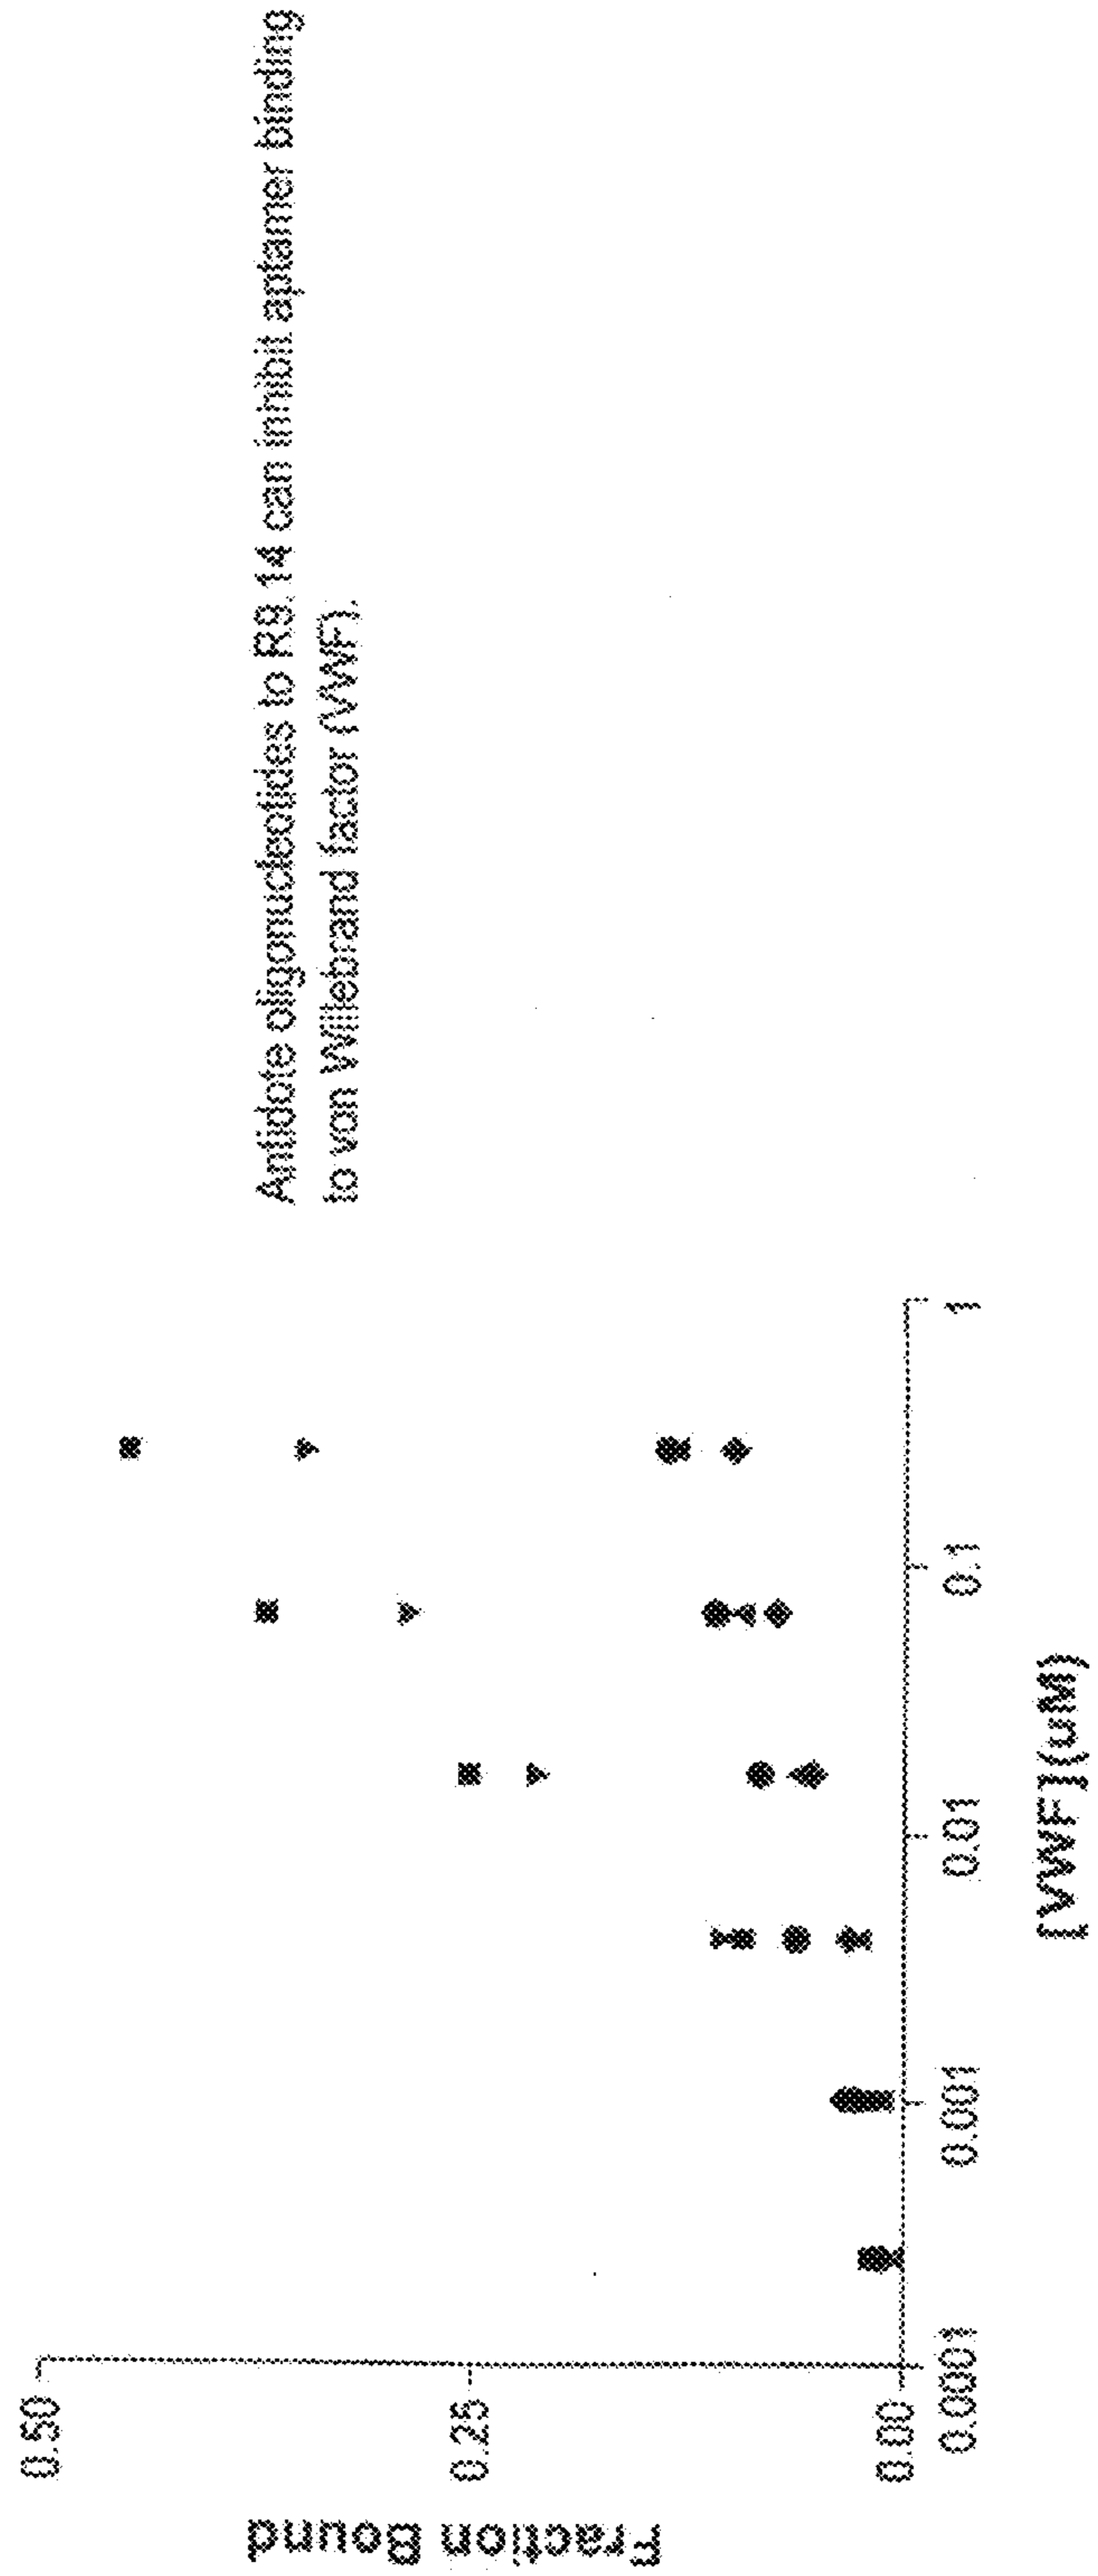 Fraction Bound
0.50
0.25
0.00
0.0001
0.001
0.01
0.1
1
[VWF](uM)
Antidote oligonucleotides to R9.14 can inhibit aptamer binding
to von Willebrand factor (VWF).